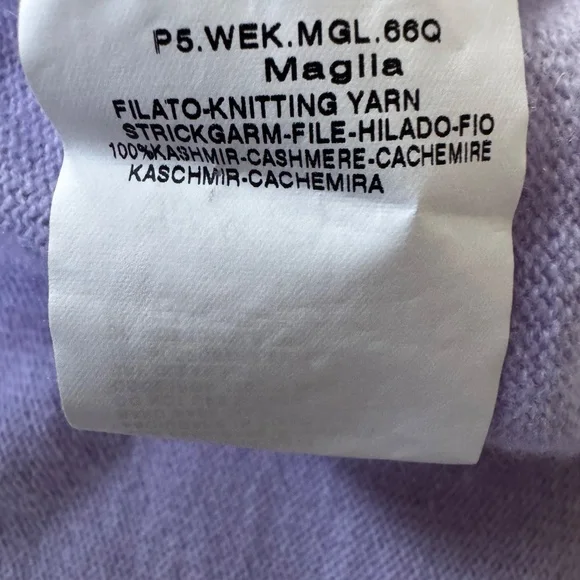 P5.WEK.MGL.66Q
Maglia
FILATO-KNITTING YARN
STRICKGARM-FILE-HILADO-FIO
100%KASHMIR-CASHMERE-CACHEMIRE
KASCHMIR-CACHEMIRA